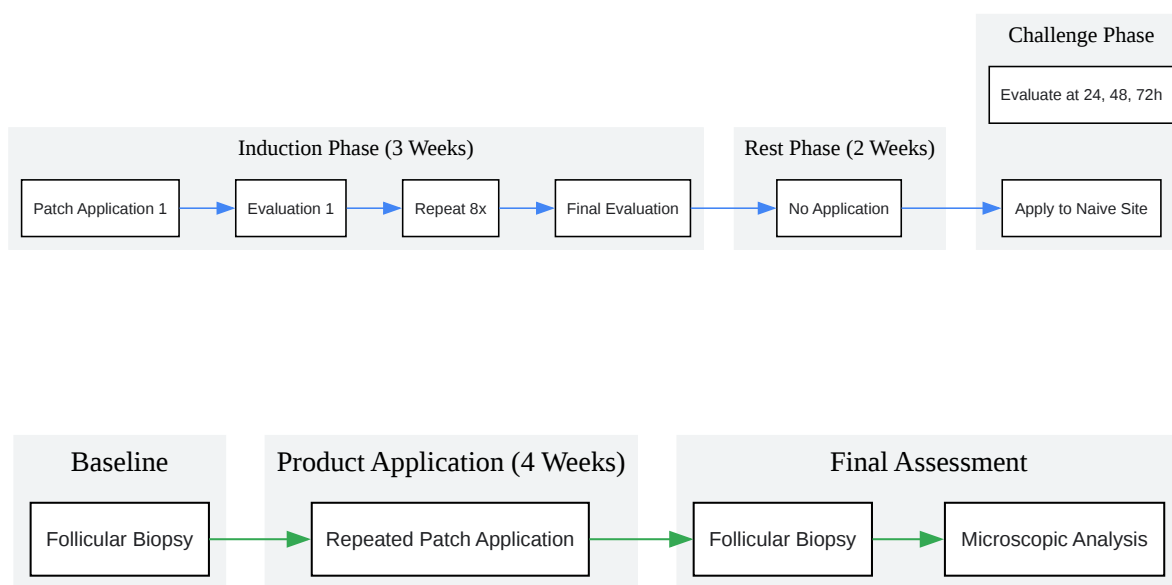 Challenge Phase
Evaluate at 24, 48, 72h
Induction Phase (3 Weeks)
Rest Phase (2 Weeks)
Patch Application 1
Evaluation 1
Repeat 8x
Final Evaluation
No Application
Apply to Naive Site
Baseline
Product Application (4 Weeks)
Final Assessment
Follicular Biopsy
Repeated Patch Application
Follicular Biopsy
Microscopic Analysis